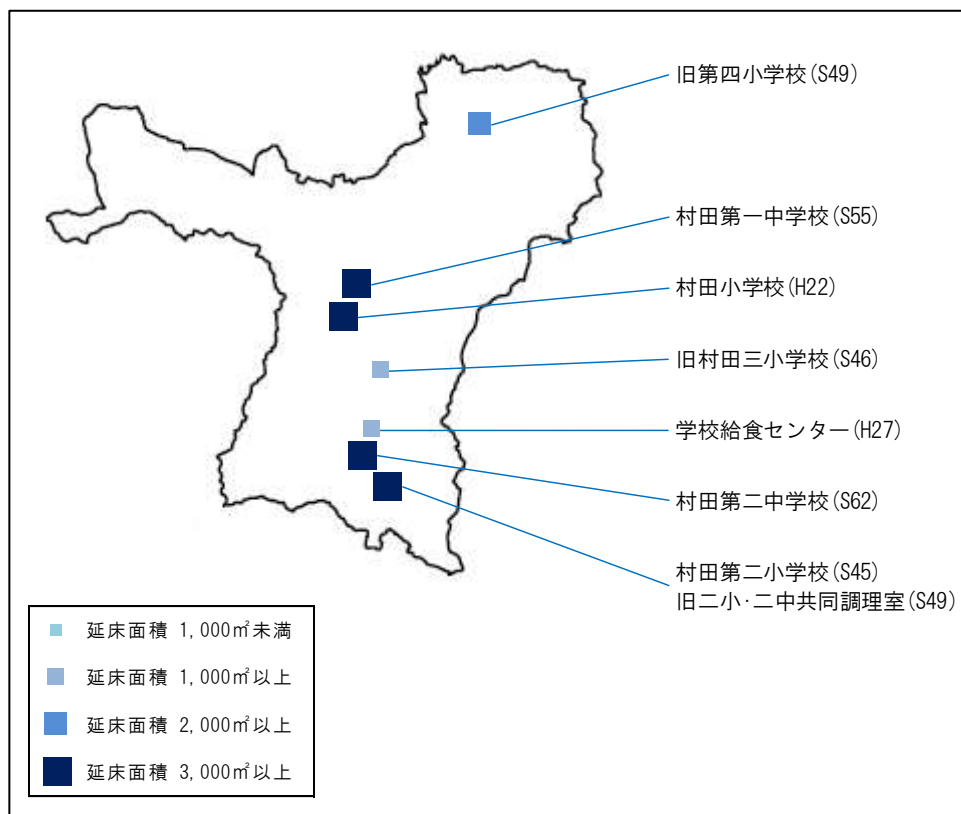 旧第四小学校(S49)
村田第一中学校(S55)
村田小学校(H22)
旧村田三小学校(S46)
学校給食センター(H27)
村田第二中学校(S62)
村田第二小学校(S45)
旧二小・二中共同調理室(S49)
延床面積 1,000㎡未満
延床面積 1,000㎡以上
延床面積 2,000㎡以上
延床面積 3,000㎡以上